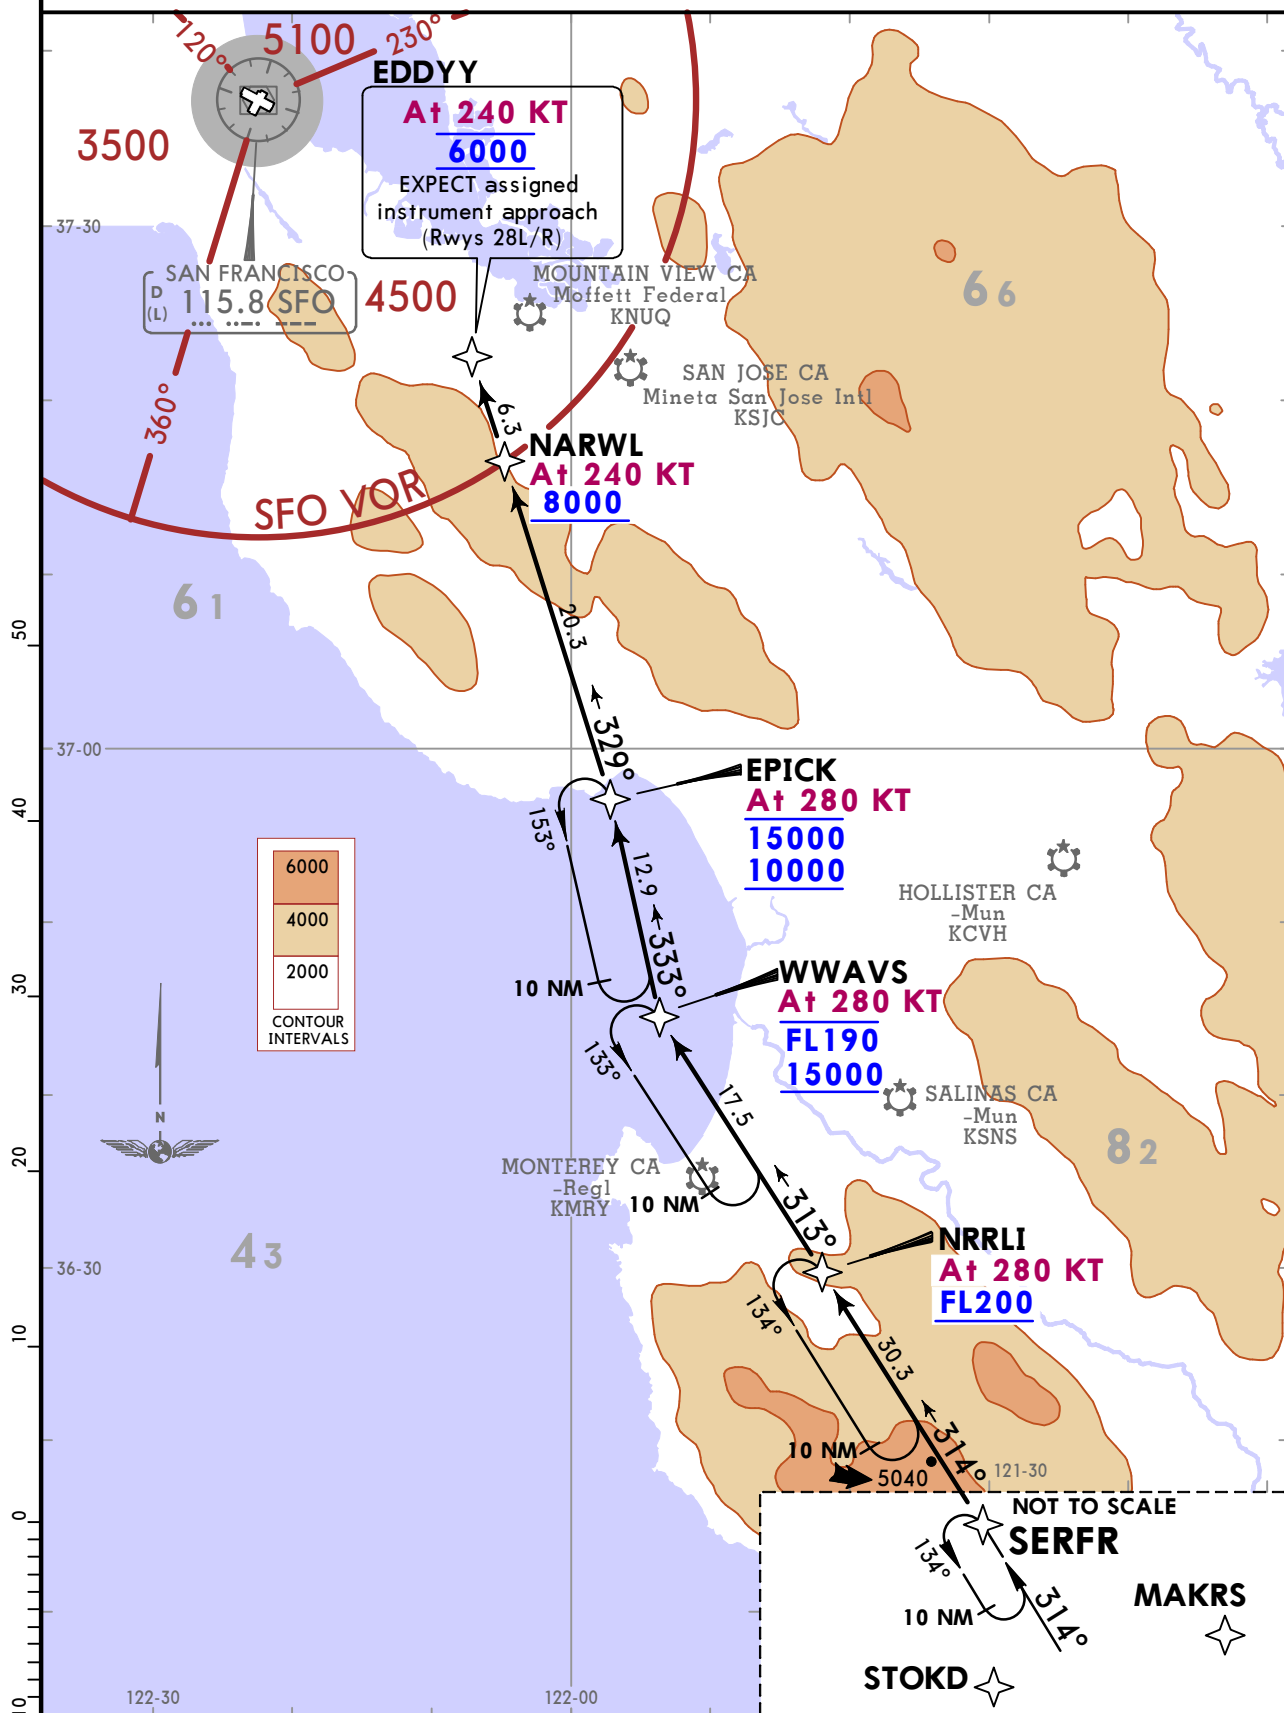 120°
5100
230°
EDDYY
At 240 KT
6000
EXPECT assigned
instrument approach
(Rwys 28L/R)
3500
37-30
SAN FRANCISCO
D
(L)
115.8 SFO
4500
MOUNTAIN VIEW CA
Moffett Federal
KNUQ
66
SAN JOSE CA
Mineta San Jose Intl
KSJC
360°
6.3
NARWL
At 240 KT
8000
SFO VOR
61
20.3
50
329°
37-00
EPICK
At 280 KT
15000
10000
40
153°
12.9
6000
4000
2000
CONTOUR
INTERVALS
HOLLISTER CA
-Mun
KCVH
333°
10 NM
30
WWAVS
At 280 KT
FL190
15000
133°
17.5
SALINAS CA
-Mun
KSNS
N
82
20
MONTEREY CA
-Regl
KMRY
10 NM
313°
43
36-30
NRRLI
At 280 KT
FL200
134°
30.3
10
10 NM
314°
5040
121-30
0
NOT TO SCALE
SERFR
134°
10 NM
314°
MAKRS
STOKD
10
122-30
122-00